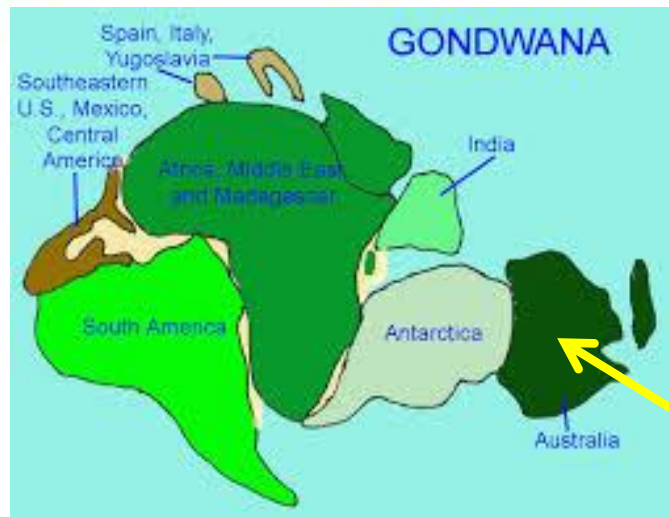 GONDWANA
Spain, Italy,
Yugoslavia
Southeastern
U.S., Mexico,
Central
America
Africa, Middle East
and Madagascar
India
South America
Antarctica
Australia